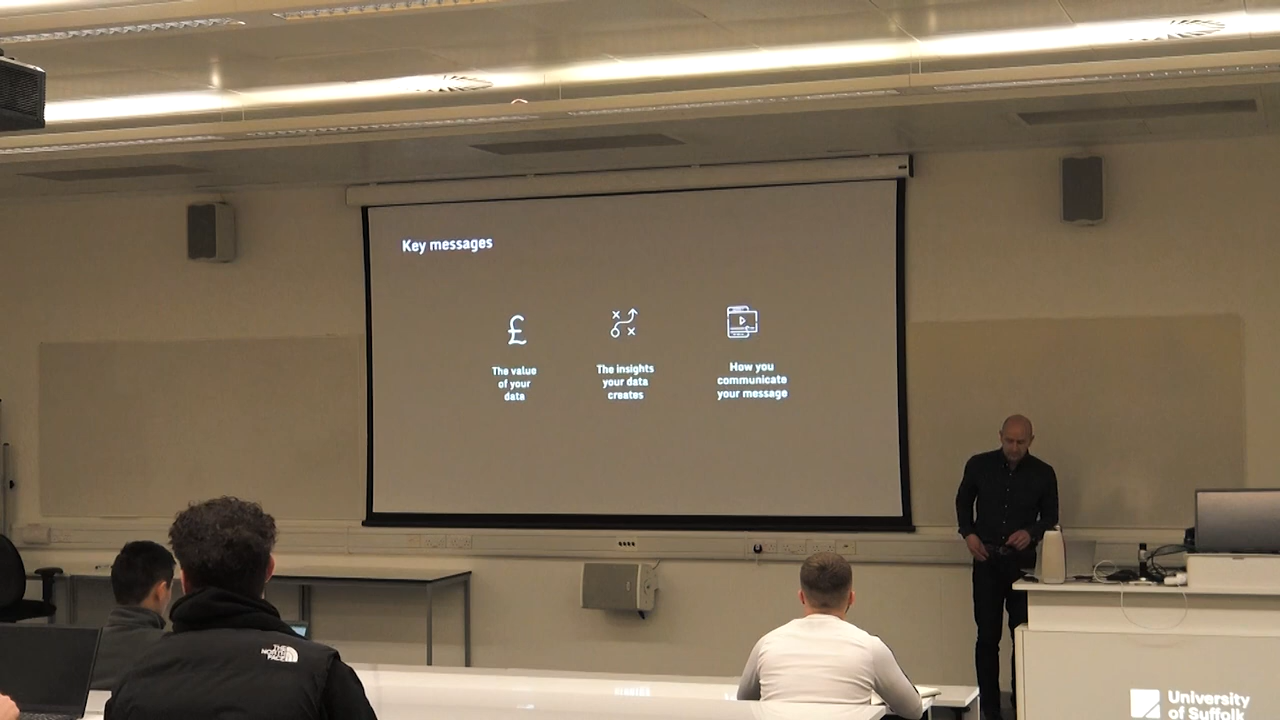 Key messages
£
The value
of your
data
The insights
your data
creates
How you
communicate
your message
THE
NORTH
FACE
University
of Suffolk